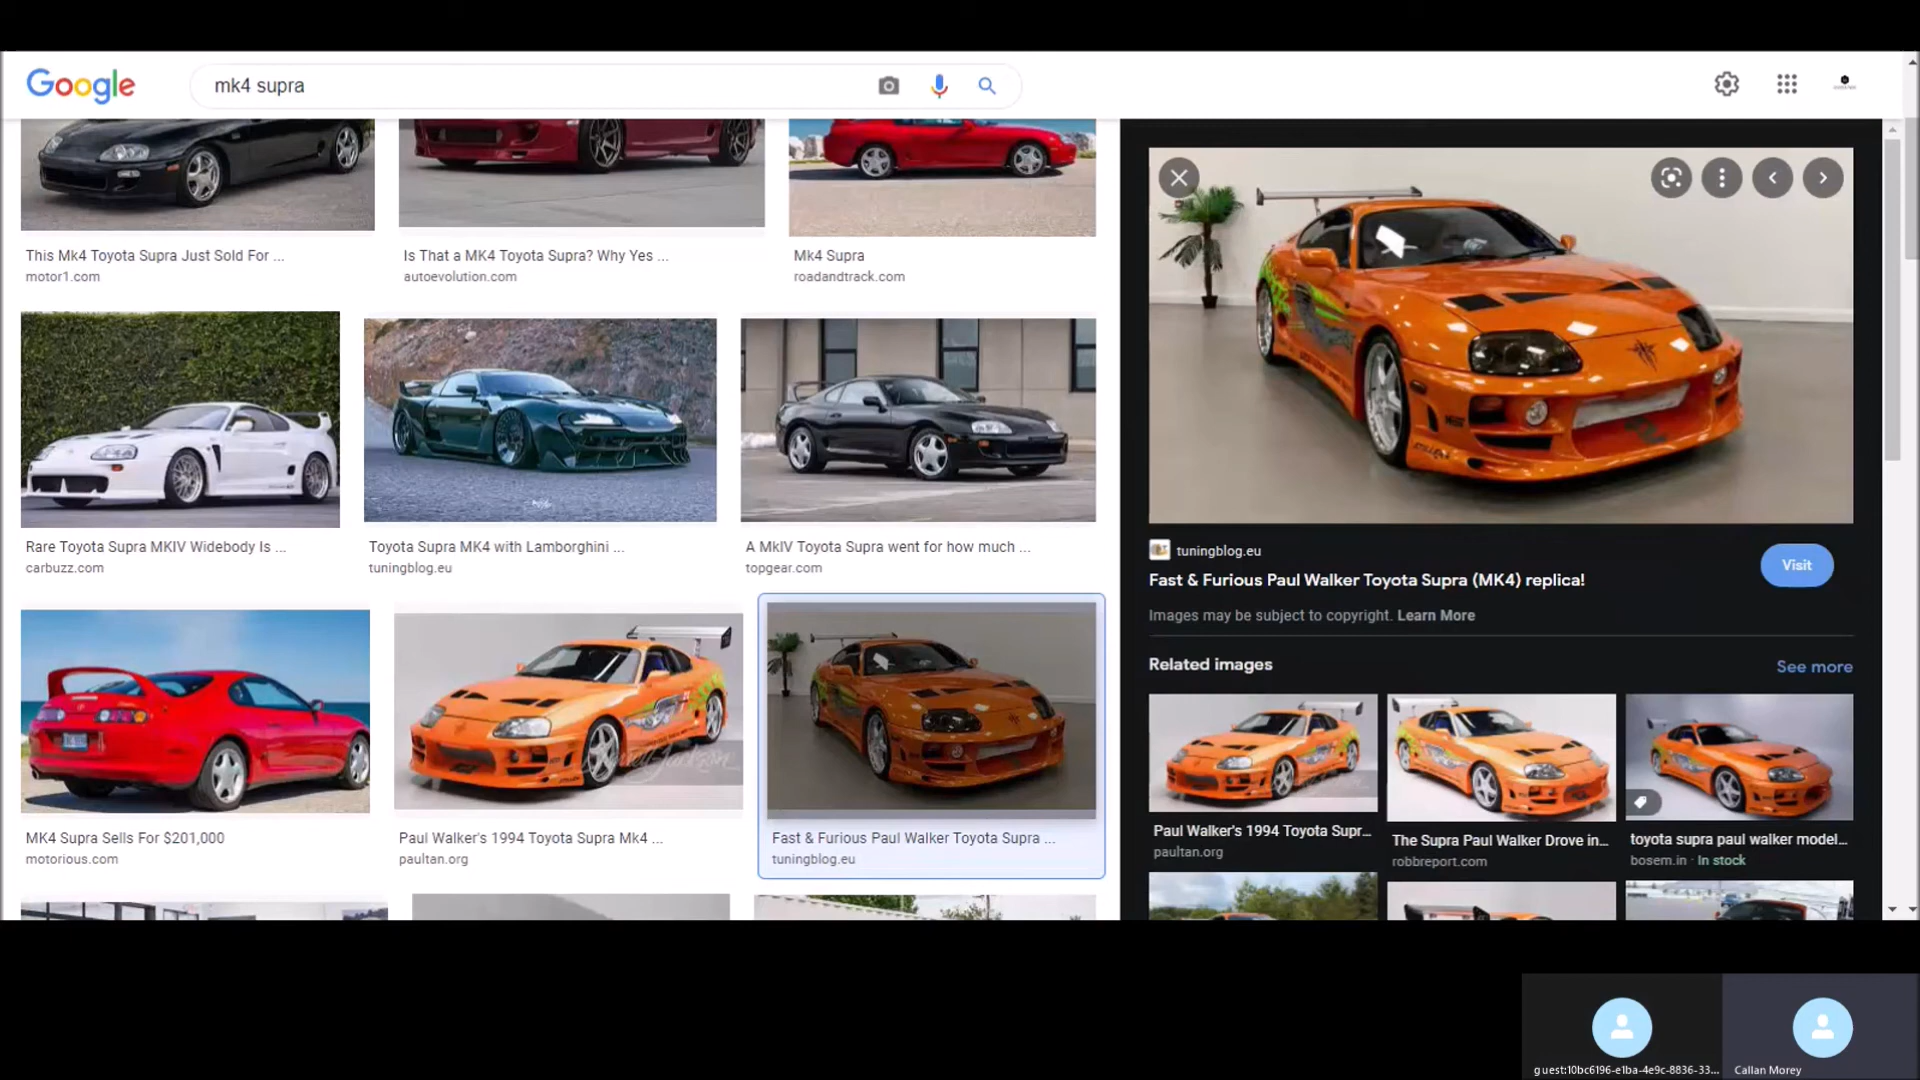 Google
mk4 supra
This Mk4 Toyota Supra Just Sold For ...
motor1.com
Is That a MK4 Toyota Supra? Why Yes ...
autoevolution.com
Mk4 Supra
roadandtrack.com
Rare Toyota Supra MKIV Widebody Is ...
carbuzz.com
Toyota Supra MK4 with Lamborghini ...
tuningblog.eu
A MkIV Toyota Supra went for how much ...
topgear.com
MK4 Supra Sells For $201,000
motorious.com
Paul Walker's 1994 Toyota Supra Mk4 ...
paultan.org
Fast & Furious Paul Walker Toyota Supra ...
tuningblog.eu
tuningblog.eu
Fast & Furious Paul Walker Toyota Supra (MK4) replica!
Visit
Images may be subject to copyright. Learn More
Related images
See more
Paul Walker's 1994 Toyota Supr...
paultan.org
The Supra Paul Walker Drove in...
robbreport.com
toyota supra paul walker model...
bosem.in · In stock
guest:10bc6196-e1ba-4e9c-8836-33...
Callan Morey